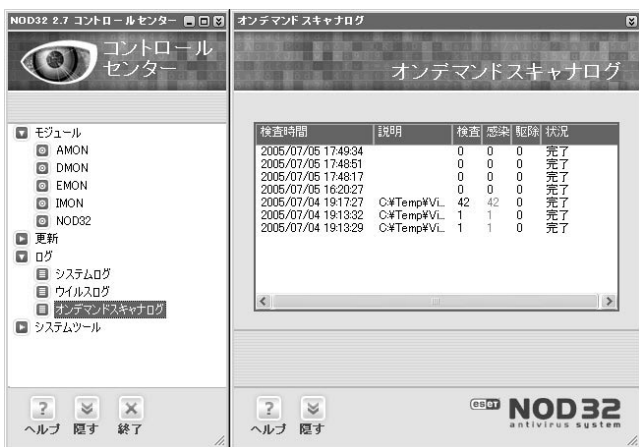 NOD32 2.7 コントロールセンター
コントロール
センター
モジュール
AMON
DMON
EMON
IMON
NOD32
更新
ログ
システムログ
ウイルスログ
オンデマンドスキャナログ
システムツール
ヘルプ 隠す 終了
オンデマンドスキャナログ
オンデマンドスキャナログ
検査時間 説明 検査 感染 駆除 状況
2005/07/05 17:49:34 0 0 0 完了
2005/07/05 17:48:51 0 0 0 完了
2005/07/05 17:48:17 0 0 0 完了
2005/07/05 16:20:27 0 0 0 完了
2005/07/04 19:17:27 C:¥Temp¥Vi... 42 42 0 完了
2005/07/04 19:13:32 C:¥Temp¥Vi... 1 1 0 完了
2005/07/04 19:13:29 C:¥Temp¥Vi... 1 1 0 完了
ヘルプ 隠す
eset NOD32
antivirus system